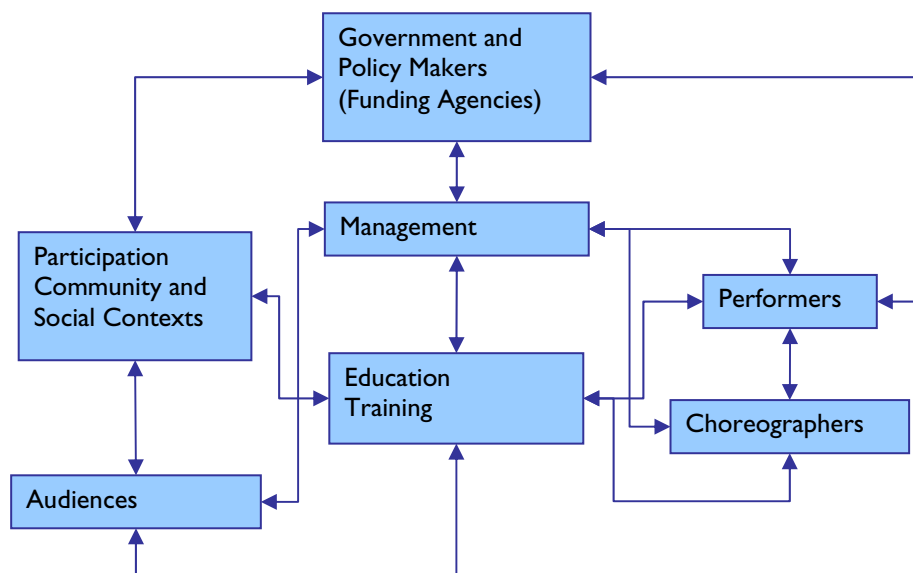 Government and
Policy Makers
(Funding Agencies)
Management
Participation
Community and
Social Contexts
Performers
Education
Training
Choreographers
Audiences